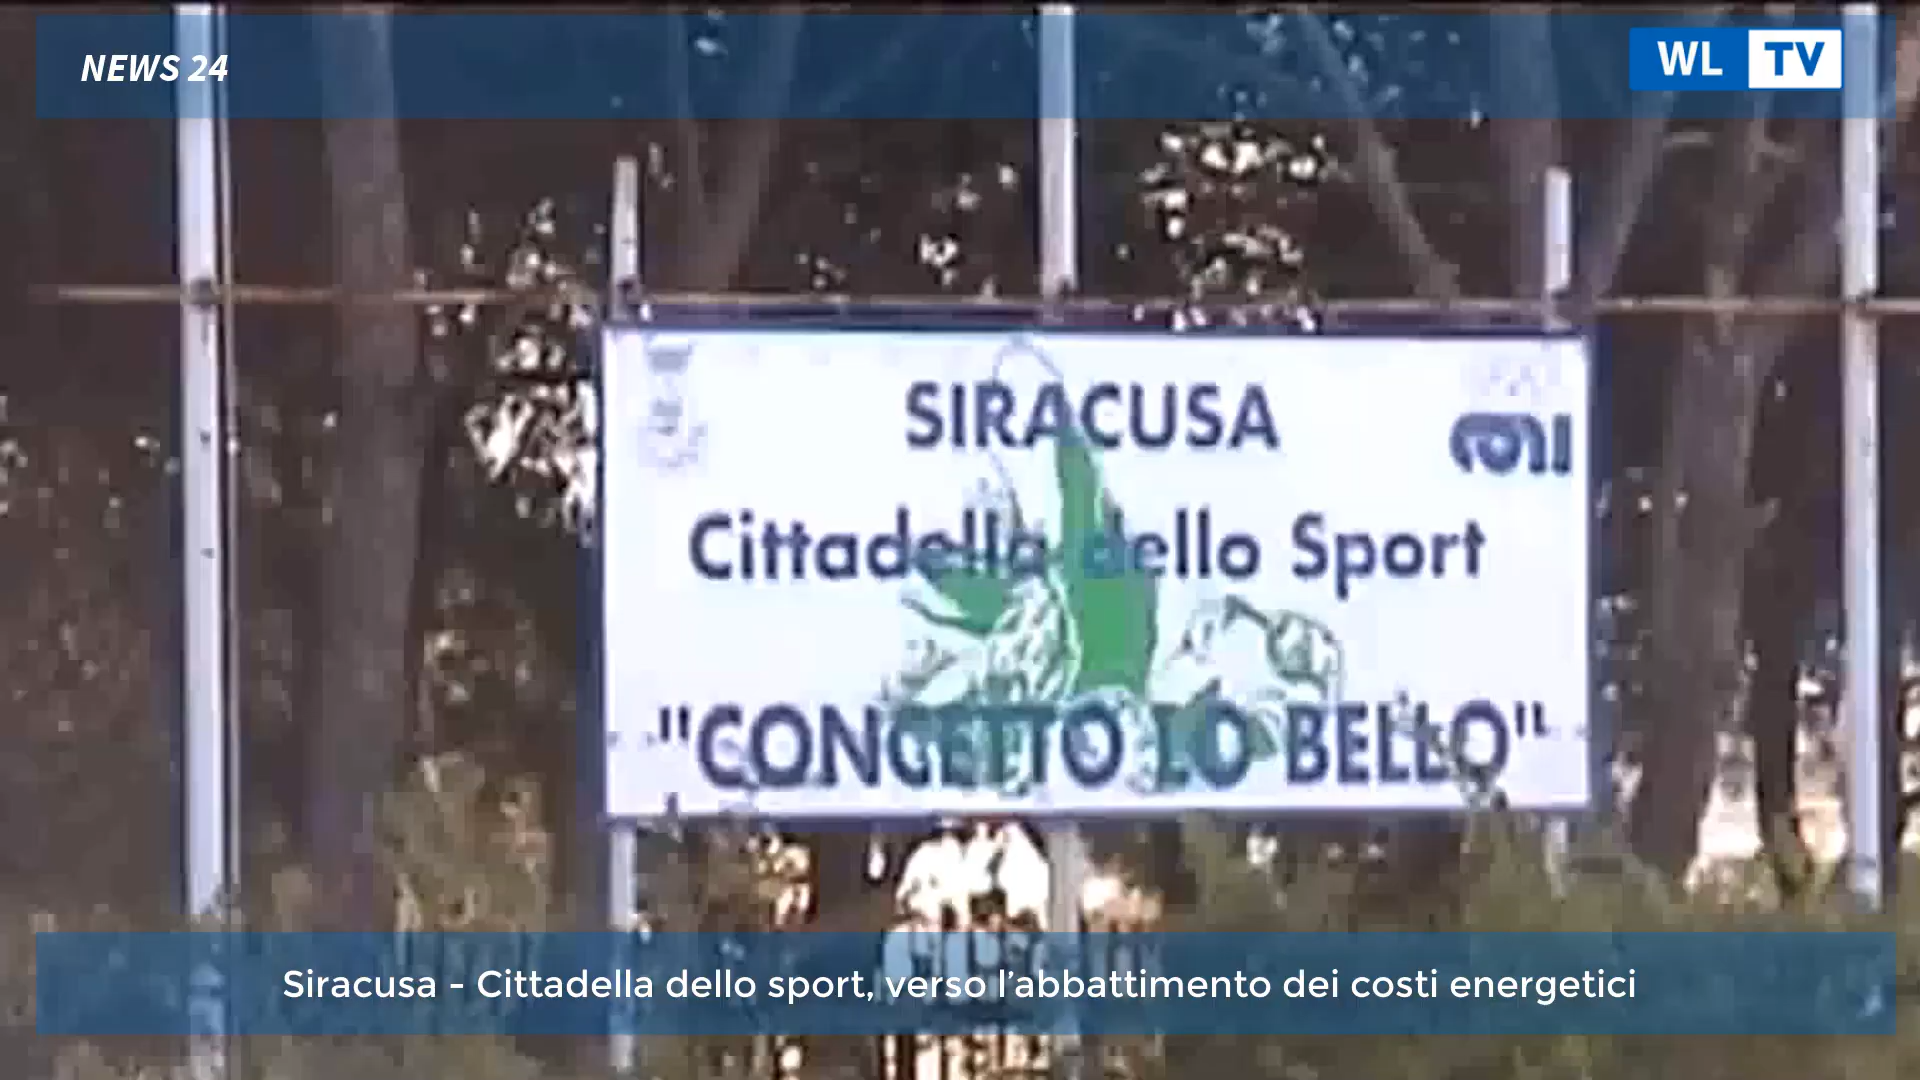 NEWS 24
WL TV
SIRACUSA
Cittadella dello Sport
"CONCETTO LO BELLO"
Siracusa - Cittadella dello sport, verso l'abbattimento dei costi energetici